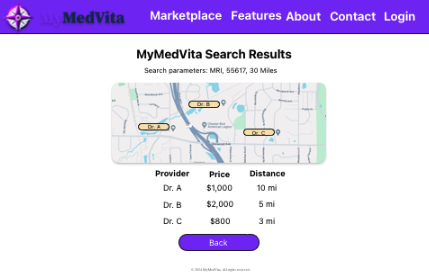 myMedVita
Marketplace Features About Contact Login
MyMedVita Search Results
Search parameters: MRI, 55617, 30 Miles
Dr. B
Dr. A
Dr. C
Provider Price Distance
Dr. A $1,000 10 mi
Dr. B $2,000 5 mi
Dr. C $800 3 mi
Back